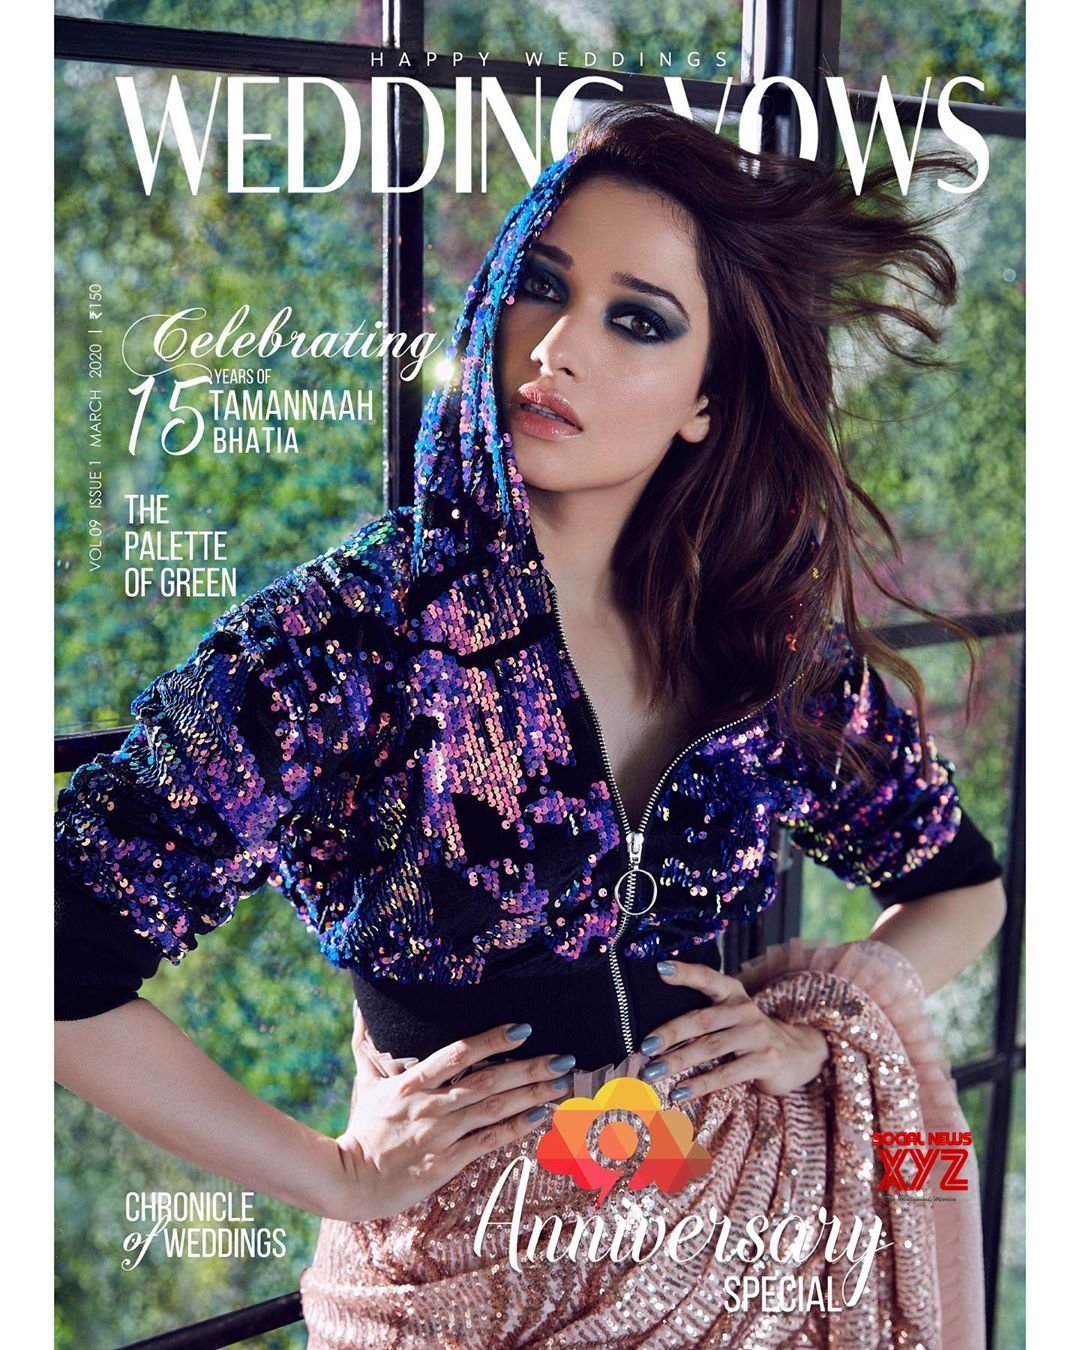 HAPPY WEDDINGS
WEDDING VOWS
VOL09 ISSUE 1 MARCH 2020 | ₹150
Celebrating
15 YEARS OF
TAMANNAAH
BHATIA
THE
PALETTE
OF GREEN
CHRONICLE
of WEDDINGS
9
Anniversary
SPECIAL
SOCIAL NEWS
XYZ